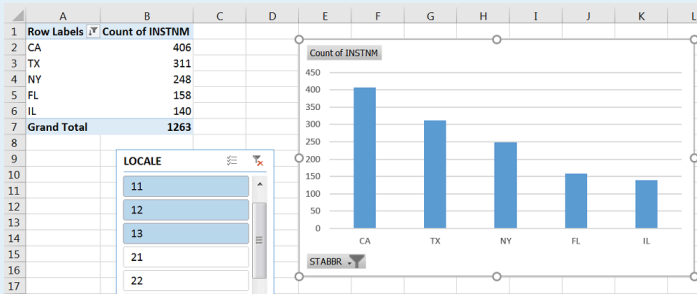 A B C D E F G H I J K L
1 Row Labels Count of INSTNM
2 CA 406
3 TX 311
4 NY 248
5 FL 158
6 IL 140
7 Grand Total 1263
8
9
10
11
12
13
14
15
16
17
LOCALE
11
12
13
21
22
Count of INSTNM
450
400
350
300
250
200
150
100
50
0
CA TX NY FL IL
STABBR